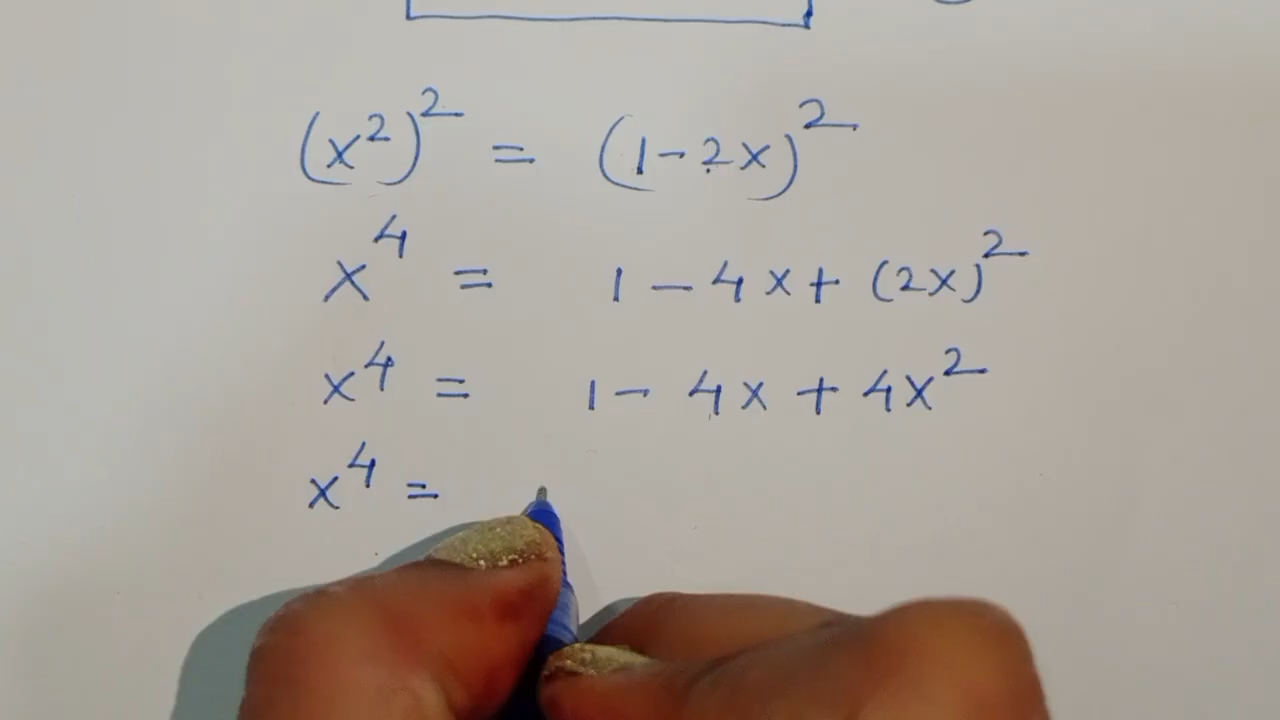 (x²)² = (1-2x)²
x⁴ = 1 - 4x + (2x)²
x⁴ = 1 - 4x + 4x²
x⁴ =